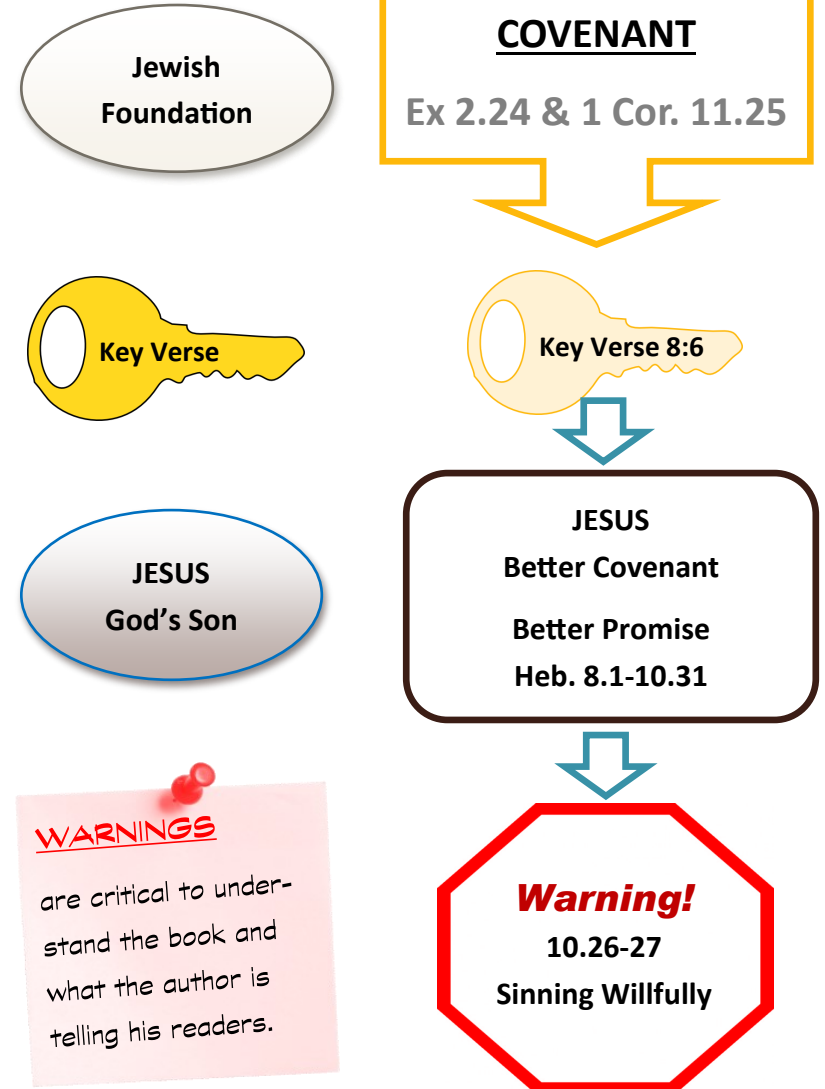 Jewish
Foundation
COVENANT
Ex 2.24 & 1 Cor. 11.25
Key Verse
Key Verse 8:6
JESUS
God's Son
JESUS
Better Covenant
Better Promise
Heb. 8.1-10.31
WARNINGS
are critical to under-
stand the book and
what the author is
telling his readers.
Warning!
10.26-27
Sinning Willfully